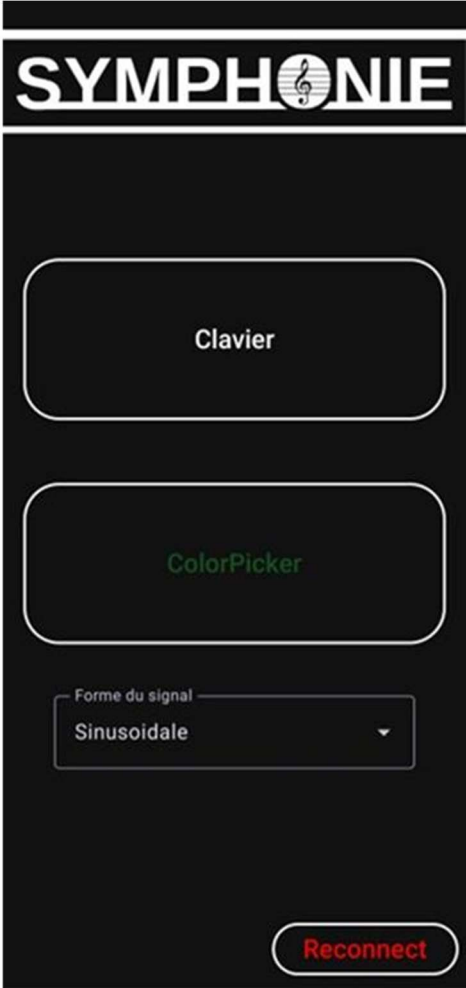 SYMPHONIE
Clavier
ColorPicker
Forme du signal
Sinusoidale
Reconnect